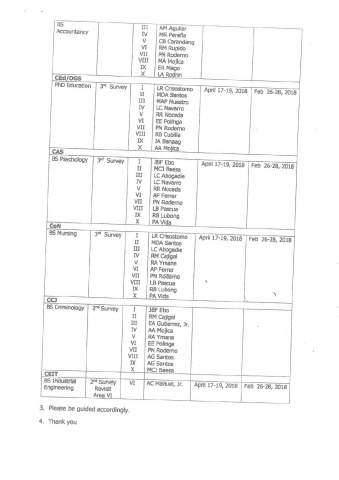 BS III AM Aguilar
Accountancy IV MR Pareña
V CB Carandang
VI RM Rupido
VII PN Roderno
VIII MA Mojica
IX EH Mago
X LA Rodrin
CEd/OGS
PhD Education 3rd Survey I LR Crisostomo April 17-19, 2018 Feb 26-28, 2018
II MDA Santos
III MAF Nuestro
IV LC Navarro
V RR Noceda
VI EE Polinga
VII PN Roderno
VIII RB Cubilla
IX IA Benaag
X AA Mojica
CAS
BS Psychology 3rd Survey I JBF Ebo April 17-19, 2018 Feb 26-28, 2018
II MCJ Baesa
III LC Abogadie
IV LC Navarro
V RR Noceda
VI AP Ferrer
VII PN Roderno
VIII LB Pascua
IX RB Lubong
X PA Vida
CoN
BS Nursing 3rd Survey I LR Crisostomo April 17-19, 2018 Feb 26-28, 2018
II MDA Santos
III LC Abogadie
IV RM Cajigal
V RA Ymana
VI AP Ferrer
VII PN Roderno
VIII LB Pascua
IX RB Lubong
X PA Vida
CCJ
BS Criminology 2nd Survey I JBF Ebo
II RM Cajigal
III EA Guberrez, Jr.
IV AA Mojica
V RA Ymana
VI EE Polinga
VII PN Roderno
VIII AG Santos
IX AG Santos
X MCJ Baesa
CEIT
BS Industrial 2nd Survey VI AC Manuel, Jr. April 17-19, 2018 Feb 26-28, 2018
Engineering Revisit
Area VI
3. Please be guided accordingly.
4. Thank you